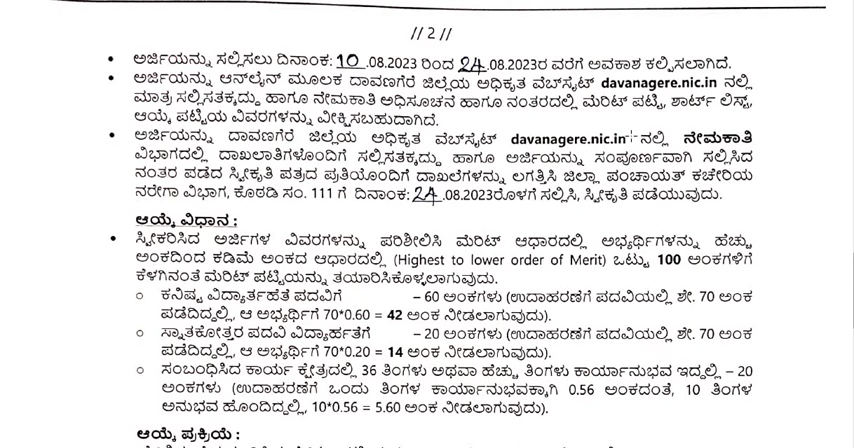 // 2 //
• ಅರ್ಜಿಯನ್ನು ಸಲ್ಲಿಸಲು ದಿನಾಂಕ: 10 .08.2023 ರಿಂದ 24 .08.2023ರ ವರೆಗೆ ಅವಕಾಶ ಕಲ್ಪಿಸಲಾಗಿದೆ.
• ಅರ್ಜಿಯನ್ನು ಆನ್‌ಲೈನ್ ಮೂಲಕ ದಾವಣಗೆರೆ ಜಿಲ್ಲೆಯ ಅಧಿಕೃತ ವೆಬ್‌ಸೈಟ್ davanagere.nic.in ನಲ್ಲಿ
ಮಾತ್ರ ಸಲ್ಲಿಸತಕ್ಕದ್ದು ಹಾಗೂ ನೇಮಕಾತಿ ಅಧಿಸೂಚನೆ ಹಾಗೂ ನಂತರದಲ್ಲಿ ಮೆರಿಟ್ ಪಟ್ಟಿ, ಶಾರ್ಟ್ ಲಿಸ್ಟ್,
ಆಯ್ಕೆ ಪಟ್ಟಿಯ ವಿವರಗಳನ್ನು ವೀಕ್ಷಿಸಬಹುದಾಗಿದೆ.
• ಅರ್ಜಿಯನ್ನು ದಾವಣಗೆರೆ ಜಿಲ್ಲೆಯ ಅಧಿಕೃತ ವೆಬ್‌ಸೈಟ್ davanagere.nic.in ನಲ್ಲಿ ನೇಮಕಾತಿ
ವಿಭಾಗದಲ್ಲಿ ದಾಖಲಾತಿಗಳೊಂದಿಗೆ ಸಲ್ಲಿಸತಕ್ಕದ್ದು ಹಾಗೂ ಅರ್ಜಿಯನ್ನು ಸಂಪೂರ್ಣವಾಗಿ ಸಲ್ಲಿಸಿದ
ನಂತರ ಪಡೆದ ಸ್ವೀಕೃತಿ ಪತ್ರದ ಪ್ರತಿಯೊಂದಿಗೆ ದಾಖಲೆಗಳನ್ನು ಲಗತ್ತಿಸಿ ಜಿಲ್ಲಾ ಪಂಚಾಯತ್ ಕಚೇರಿಯ
ನರೇಗಾ ವಿಭಾಗ, ಕೊಠಡಿ ಸಂ. 111 ಗೆ ದಿನಾಂಕ: 24 .08.2023ರೊಳಗೆ ಸಲ್ಲಿಸಿ, ಸ್ವೀಕೃತಿ ಪಡೆಯುವುದು.
ಆಯ್ಕೆ ವಿಧಾನ :
• ಸ್ವೀಕರಿಸಿದ ಅರ್ಜಿಗಳ ವಿವರಗಳನ್ನು ಪರಿಶೀಲಿಸಿ ಮೆರಿಟ್ ಆಧಾರದಲ್ಲಿ ಅಭ್ಯರ್ಥಿಗಳನ್ನು ಹೆಚ್ಚು
ಅಂಕದಿಂದ ಕಡಿಮೆ ಅಂಕದ ಆಧಾರದಲ್ಲಿ (Highest to lower order of Merit) ಒಟ್ಟು 100 ಅಂಕಗಳಿಗೆ
ಕೆಳಗಿನಂತೆ ಮೆರಿಟ್ ಪಟ್ಟಿಯನ್ನು ತಯಾರಿಸಿಕೊಳ್ಳಲಾಗುವುದು.
○ ಕನಿಷ್ಟ ವಿದ್ಯಾರ್ತಹೆತೆ ಪದವಿಗೆ – 60 ಅಂಕಗಳು (ಉದಾಹರಣೆಗೆ ಪದವಿಯಲ್ಲಿ ಶೇ. 70 ಅಂಕ
ಪಡೆದಿದ್ದಲ್ಲಿ, ಆ ಅಭ್ಯರ್ಥಿಗೆ 70*0.60 = 42 ಅಂಕ ನೀಡಲಾಗುವುದು).
○ ಸ್ನಾತಕೋತ್ತರ ಪದವಿ ವಿದ್ಯಾರ್ಹತೆಗೆ – 20 ಅಂಕಗಳು (ಉದಾಹರಣೆಗೆ ಪದವಿಯಲ್ಲಿ ಶೇ. 70 ಅಂಕ
ಪಡೆದಿದ್ದಲ್ಲಿ, ಆ ಅಭ್ಯರ್ಥಿಗೆ 70*0.20 = 14 ಅಂಕ ನೀಡಲಾಗುವುದು).
○ ಸಂಬಂಧಿಸಿದ ಕಾರ್ಯ ಕ್ಷೇತ್ರದಲ್ಲಿ 36 ತಿಂಗಳು ಅಥವಾ ಹೆಚ್ಚು ತಿಂಗಳು ಕಾರ್ಯಾನುಭವ ಇದ್ದಲ್ಲಿ – 20
ಅಂಕಗಳು (ಉದಾಹರಣೆಗೆ ಒಂದು ತಿಂಗಳ ಕಾರ್ಯಾನುಭವಕ್ಕಾಗಿ 0.56 ಅಂಕದಂತೆ, 10 ತಿಂಗಳ
ಅನುಭವ ಹೊಂದಿದ್ದಲ್ಲಿ, 10*0.56 = 5.60 ಅಂಕ ನೀಡಲಾಗುವುದು).
ಆಯ್ಕೆ ಪ್ರಕ್ರಿಯೆ :